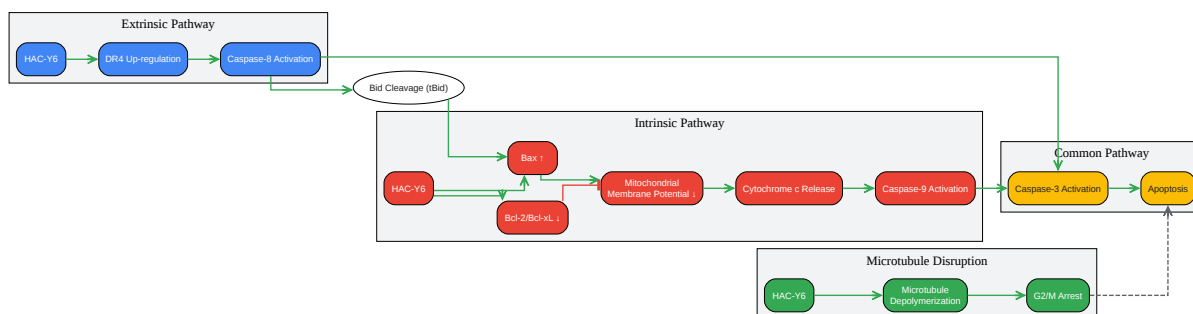 Extrinsic Pathway
HAC-Y6
DR4 Up-regulation
Caspase-8 Activation
Bid Cleavage (tBid)
Intrinsic Pathway
HAC-Y6
Bax ↑
Bcl-2/Bcl-xL ↓
Mitochondrial
Membrane Potential ↓
Cytochrome c Release
Caspase-9 Activation
Common Pathway
Caspase-3 Activation
Apoptosis
Microtubule Disruption
HAC-Y6
Microtubule
Depolymerization
G2/M Arrest